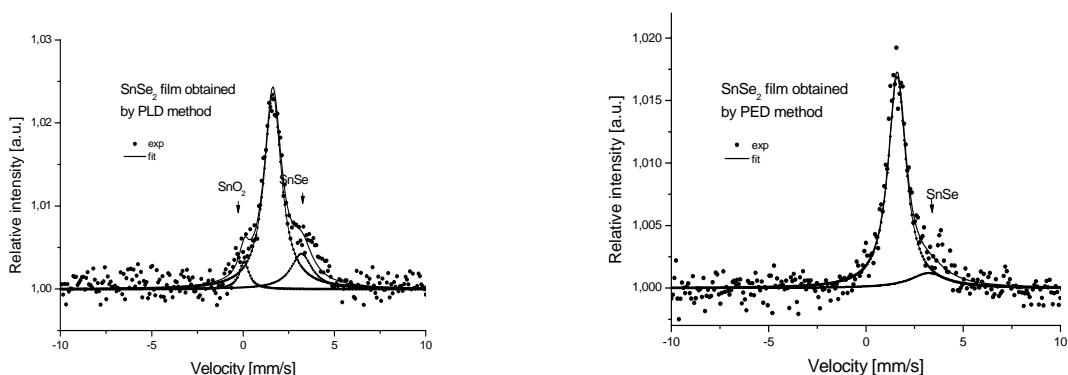 1,03
1,02
1,01
1,00
Relative intensity [a.u.]
SnSe₂ film obtained
by PLD method
exp
fit
SnO₂
SnSe
-10 -5 0 5 10
Velocity [mm/s]
1,020
1,015
1,010
1,005
1,000
Relative intensity [a.u.]
SnSe₂ film obtained
by PED method
exp
fit
SnSe
-10 -5 0 5 10
Velocity [mm/s]